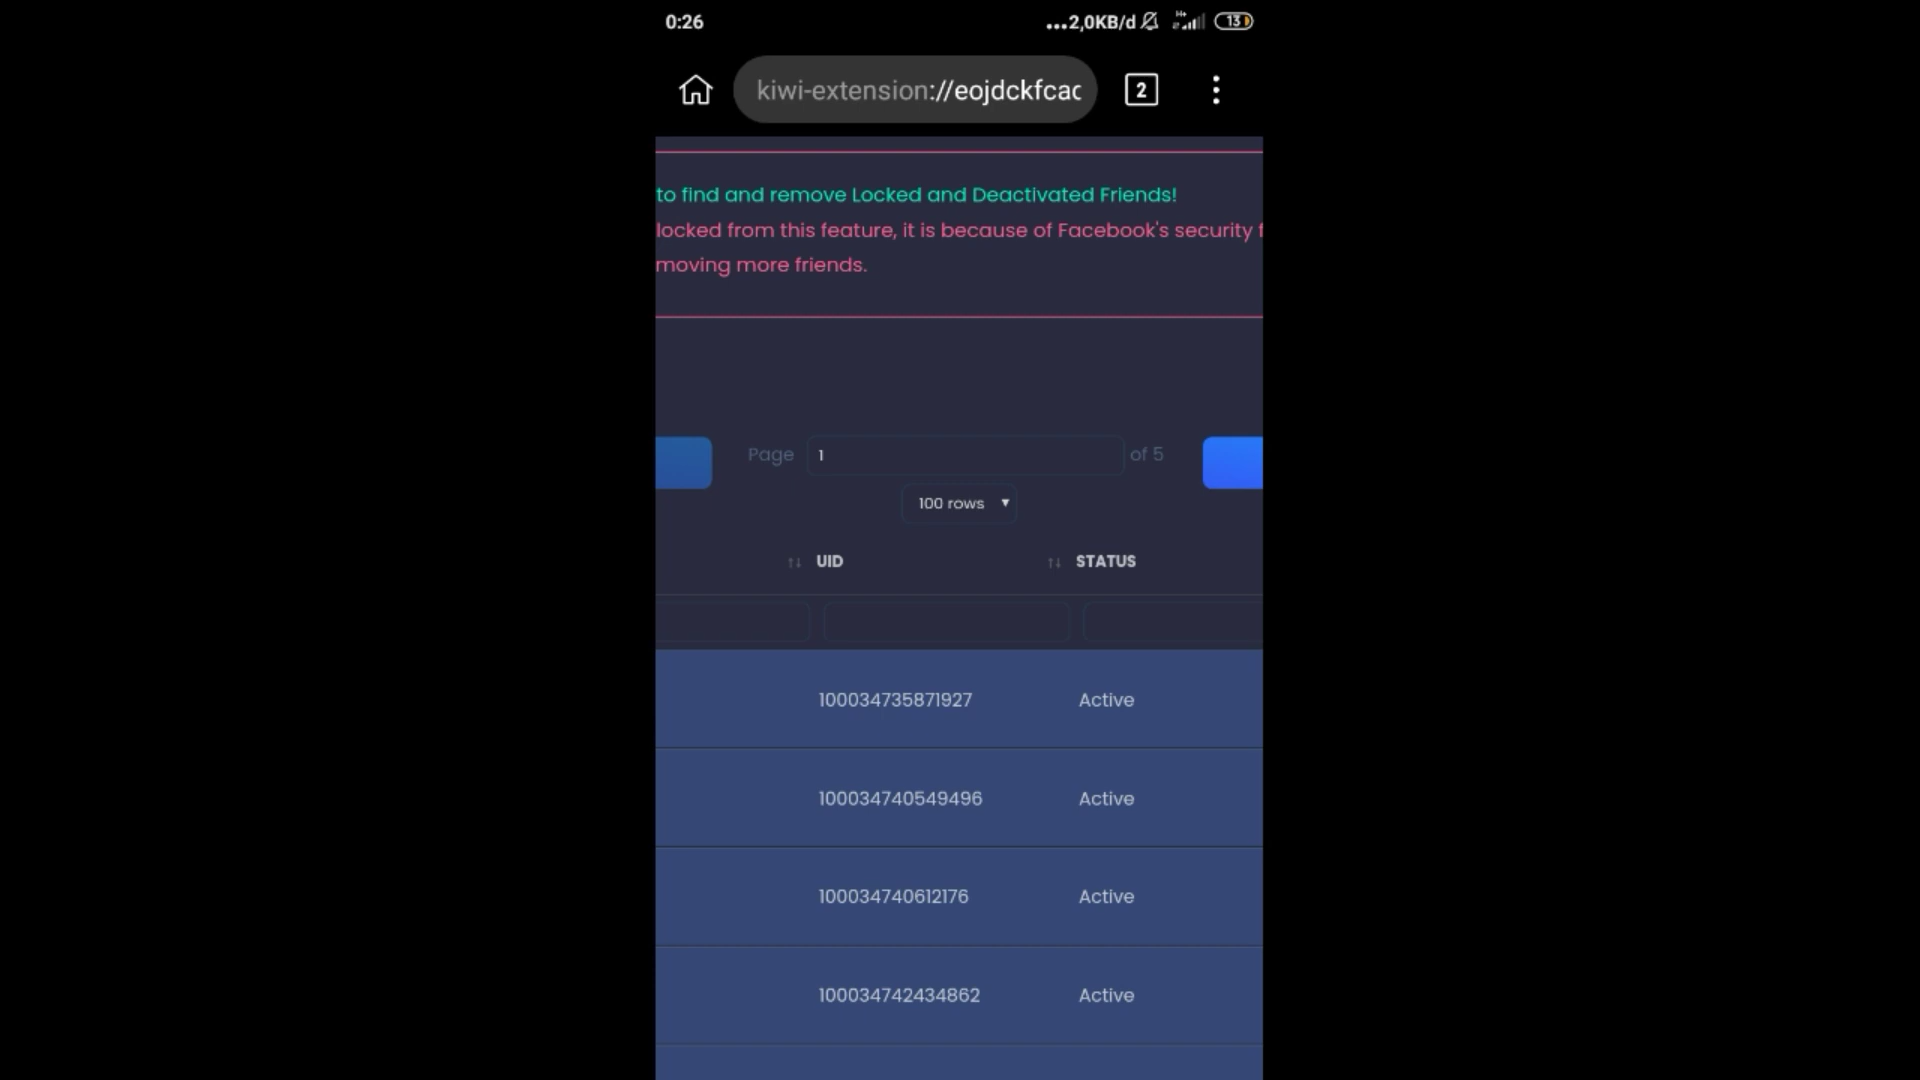 0:26 ...2,0KB/d H+ 13
kiwi-extension://eojdckfcac 2
to find and remove Locked and Deactivated Friends!
locked from this feature, it is because of Facebook's security f
moving more friends.
Page 1 of 5
100 rows
UID STATUS
100034735871927 Active
100034740549496 Active
100034740612176 Active
100034742434862 Active